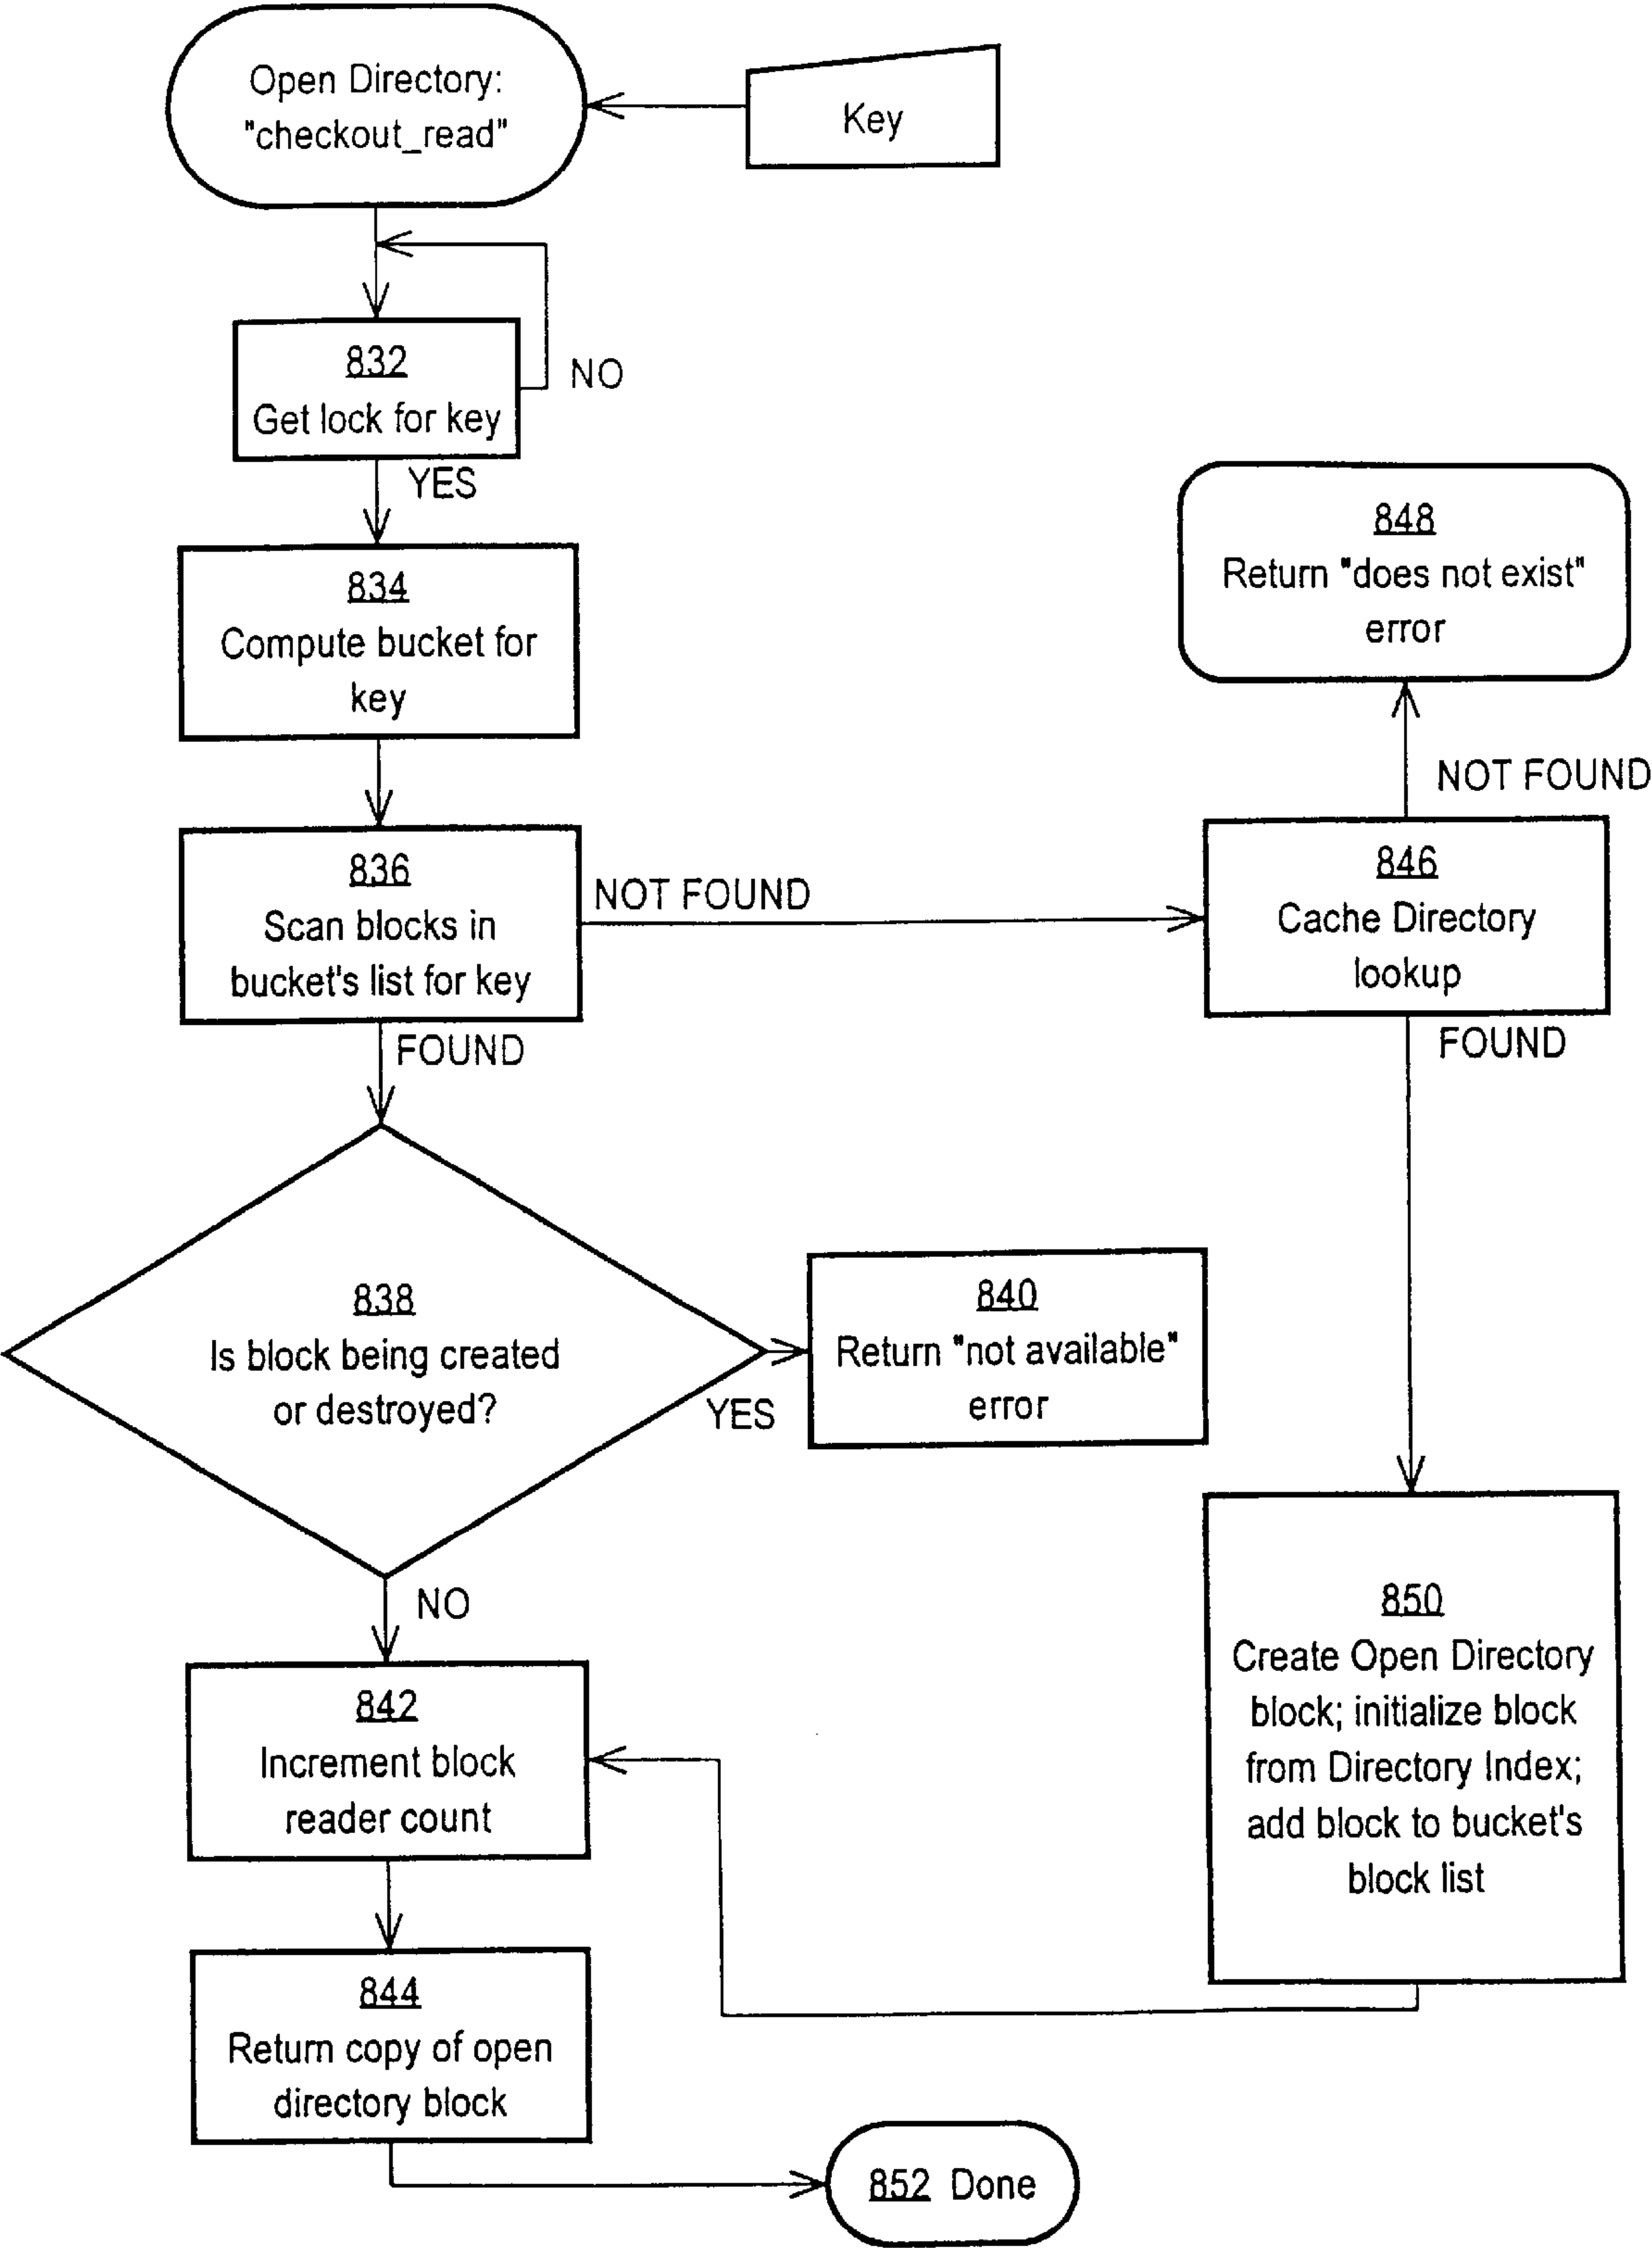 Open Directory:
"checkout_read"
Key
832
Get lock for key
NO
YES
834
Compute bucket for
key
836
Scan blocks in
bucket's list for key
NOT FOUND
FOUND
846
Cache Directory
lookup
NOT FOUND
848
Return "does not exist"
error
FOUND
838
Is block being created
or destroyed?
YES
840
Return "not available"
error
NO
842
Increment block
reader count
850
Create Open Directory
block; initialize block
from Directory Index;
add block to bucket's
block list
844
Return copy of open
directory block
852 Done